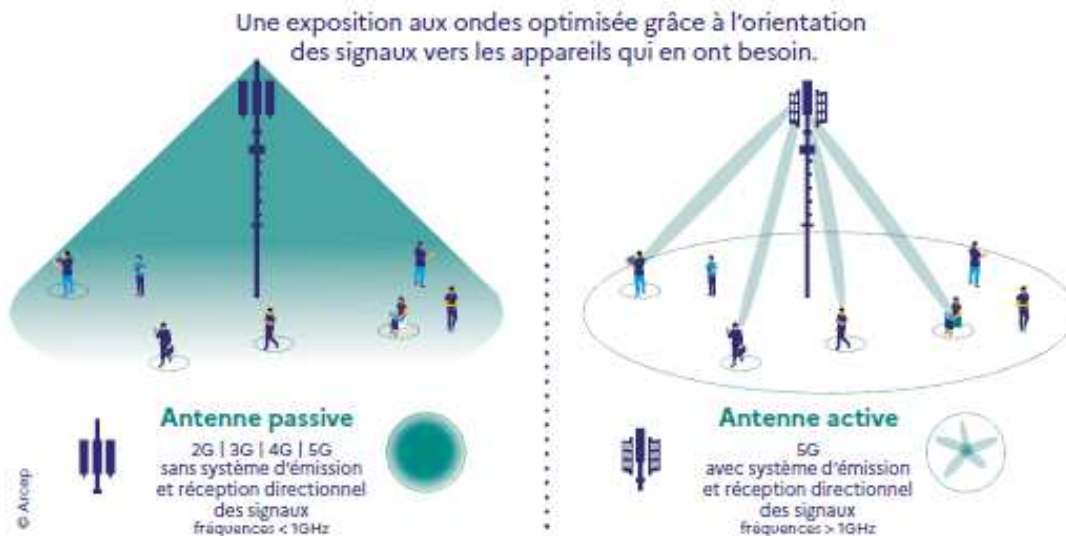 Une exposition aux ondes optimisée grâce à l'orientation
des signaux vers les appareils qui en ont besoin.
Antenne passive
2G | 3G | 4G | 5G
sans système d'émission
et réception directionnel
des signaux
fréquences < 1GHz
Antenne active
5G
avec système d'émission
et réception directionnel
des signaux
fréquences > 1GHz
© Arcep